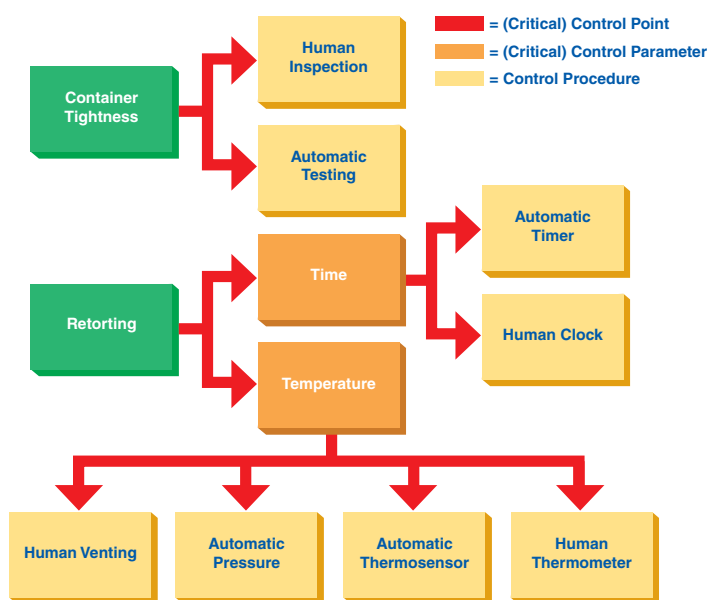 = (Critical) Control Point
= (Critical) Control Parameter
= Control Procedure
Human
Inspection
Container
Tightness
Automatic
Testing
Automatic
Timer
Time
Retorting
Human Clock
Temperature
Human Venting
Automatic
Pressure
Automatic
Thermosensor
Human
Thermometer